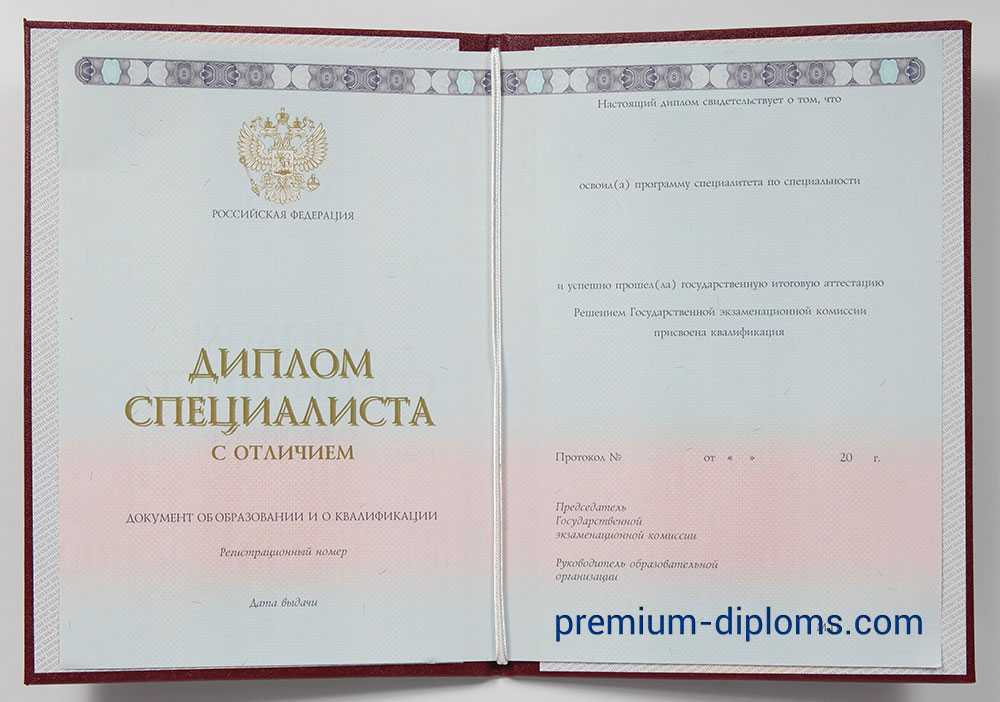 РОССИЙСКАЯ ФЕДЕРАЦИЯ
ДИПЛОМ
СПЕЦИАЛИСТА
С ОТЛИЧИЕМ
ДОКУМЕНТ ОБ ОБРАЗОВАНИИ И О КВАЛИФИКАЦИИ
Регистрационный номер
Дата выдачи
Настоящий диплом свидетельствует о том, что
освоил(а) программу специалитета по специальности
и успешно прошел(ла) государственную итоговую аттестацию
Решением Государственной экзаменационной комиссии
присвоена квалификация
Протокол № от « » 20 г.
Председатель
Государственной
экзаменационной комиссии
Руководитель образовательной
организации
premium-diploms.com